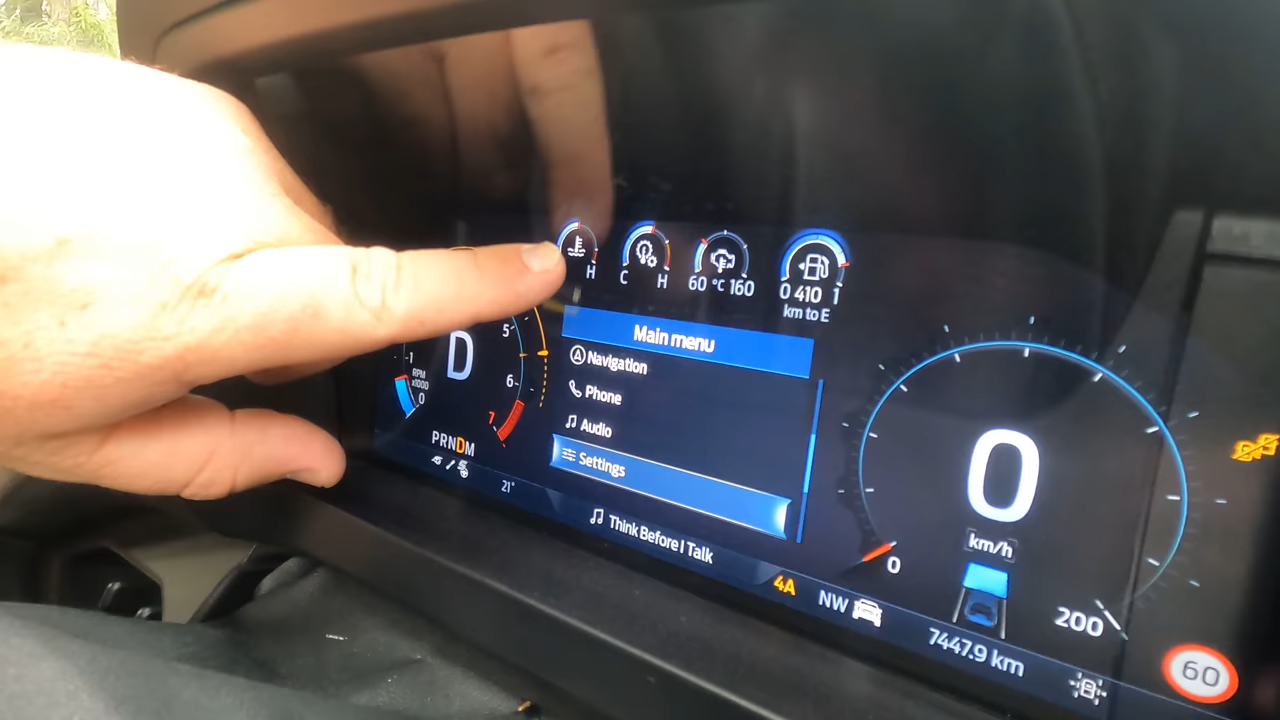 H
C H
60 °C 160
0 410 1
km to E
Main menu
Navigation
Phone
Audio
Settings
5
6
7
1
RPM
x1000
0
D
PRNDM
21°
Think Before I Talk
4A
NW
0
km/h
0
200
7447.9 km
60